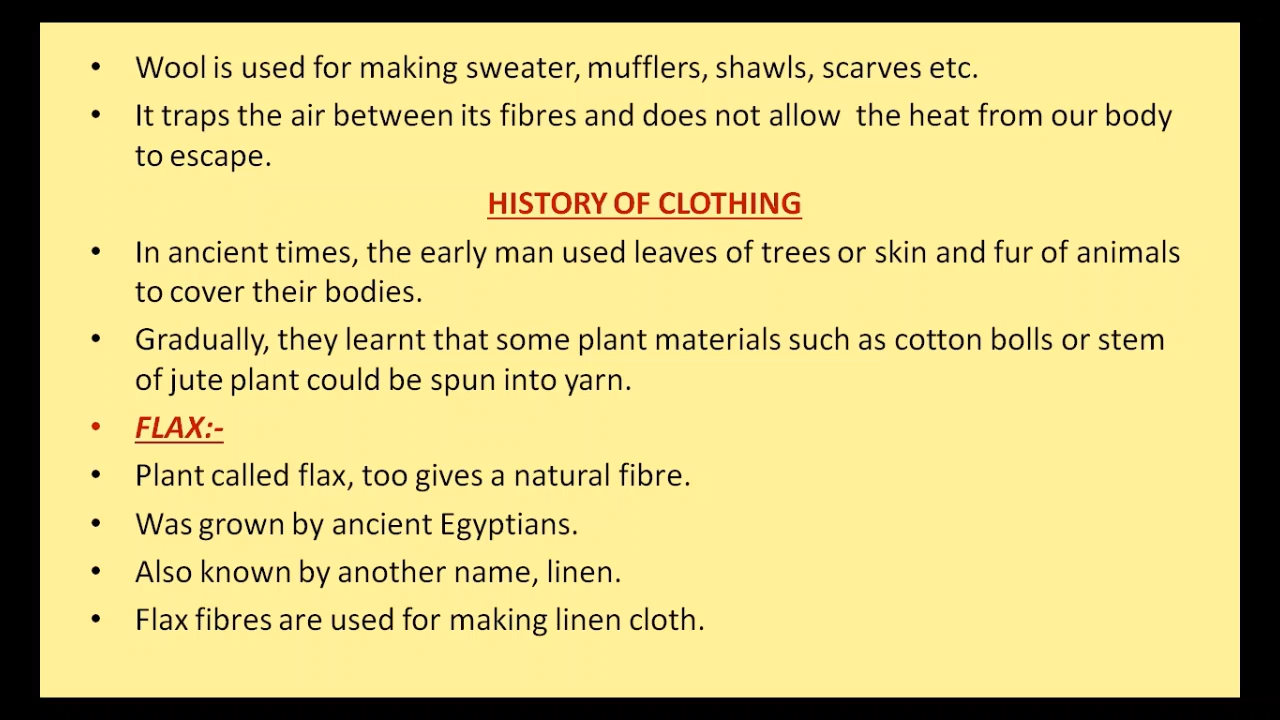 • Wool is used for making sweater, mufflers, shawls, scarves etc.
• It traps the air between its fibres and does not allow  the heat from our body
to escape.
HISTORY OF CLOTHING
• In ancient times, the early man used leaves of trees or skin and fur of animals
to cover their bodies.
• Gradually, they learnt that some plant materials such as cotton bolls or stem
of jute plant could be spun into yarn.
• FLAX:-
• Plant called flax, too gives a natural fibre.
• Was grown by ancient Egyptians.
• Also known by another name, linen.
• Flax fibres are used for making linen cloth.